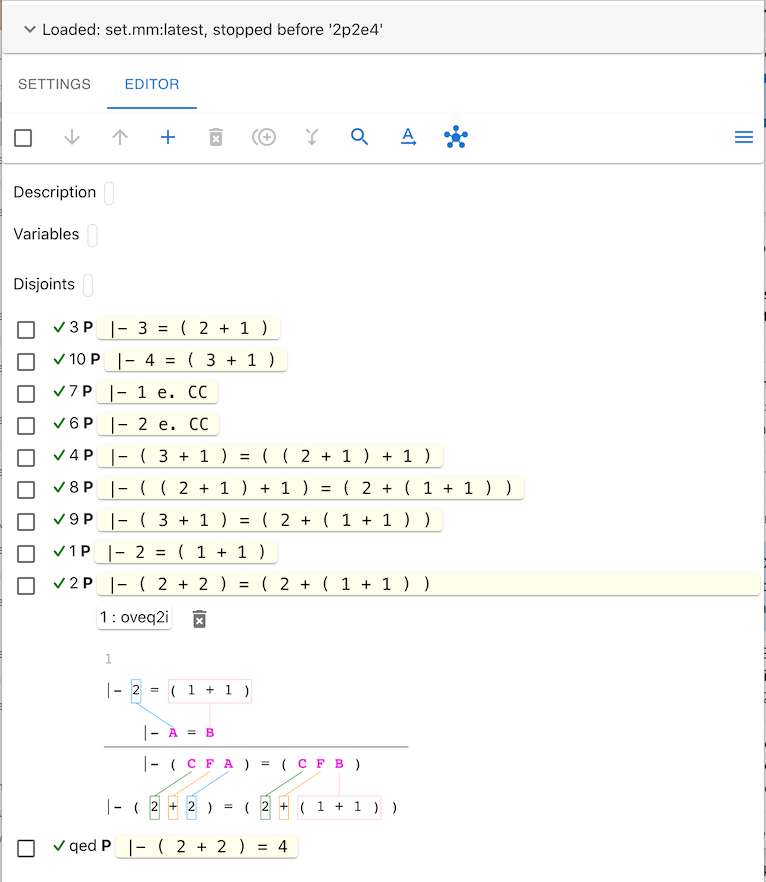 Loaded: set.mm:latest, stopped before '2p2e4'
SETTINGS EDITOR
A
Description
Variables
Disjoints
3 P |- 3 = ( 2 + 1 )
10 P |- 4 = ( 3 + 1 )
7 P |- 1 e. CC
6 P |- 2 e. CC
4 P |- ( 3 + 1 ) = ( ( 2 + 1 ) + 1 )
8 P |- ( ( 2 + 1 ) + 1 ) = ( 2 + ( 1 + 1 ) )
9 P |- ( 3 + 1 ) = ( 2 + ( 1 + 1 ) )
1 P |- 2 = ( 1 + 1 )
2 P |- ( 2 + 2 ) = ( 2 + ( 1 + 1 ) )
1 : oveq2i
1
|- 2 = ( 1 + 1 )
|- A = B
|- ( C F A ) = ( C F B )
|- ( 2 + 2 ) = ( 2 + ( 1 + 1 ) )
qed P |- ( 2 + 2 ) = 4